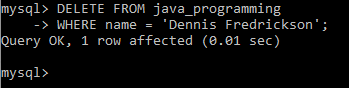 mysql> DELETE FROM java_programming
    -> WHERE name = 'Dennis Fredrickson';
Query OK, 1 row affected (0.01 sec)
mysql>